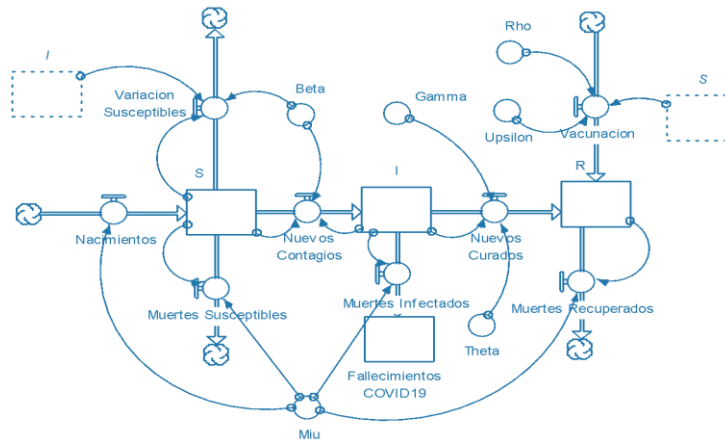 I
Rho
S
Variacion
Susceptibles
Beta
Gamma
Upsilon
Vacunacion
S
I
R
Nacimientos
Nuevos
Contagios
Nuevos
Curados
Muertes Susceptibles
Muertes Infectados
Muertes Recuperados
Theta
Fallecimientos
COVID19
Miu